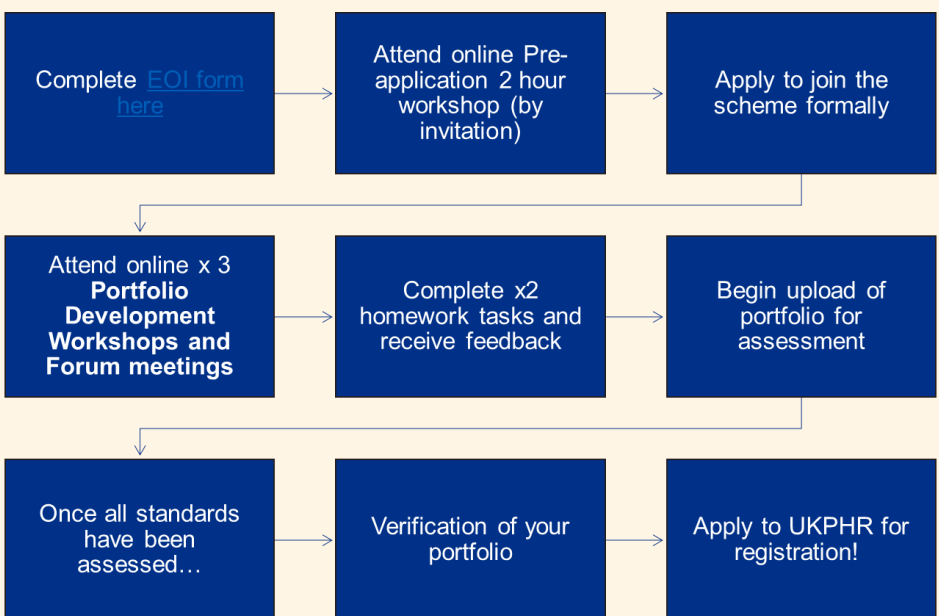 Complete EOI form
here
Attend online Pre-
application 2 hour
workshop (by
invitation)
Apply to join the
scheme formally
Attend online x 3
Portfolio
Development
Workshops and
Forum meetings
Complete x2
homework tasks and
receive feedback
Begin upload of
portfolio for
assessment
Once all standards
have been
assessed…
Verification of your
portfolio
Apply to UKPHR for
registration!